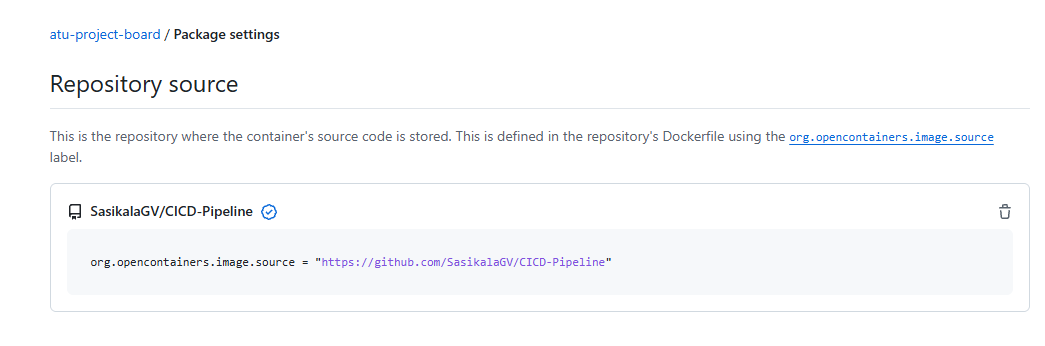 atu-project-board / Package settings
Repository source
This is the repository where the container's source code is stored. This is defined in the repository's Dockerfile using the org.opencontainers.image.source
label.
SasikalaGV/CICD-Pipeline
org.opencontainers.image.source = "https://github.com/SasikalaGV/CICD-Pipeline"